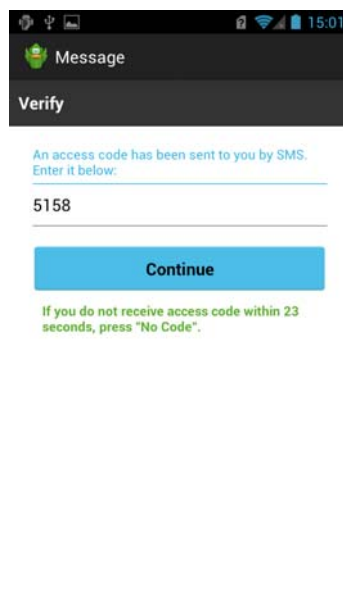 15:01
Message
Verify
An access code has been sent to you by SMS.
Enter it below:
5158
Continue
If you do not receive access code within 23
seconds, press "No Code".